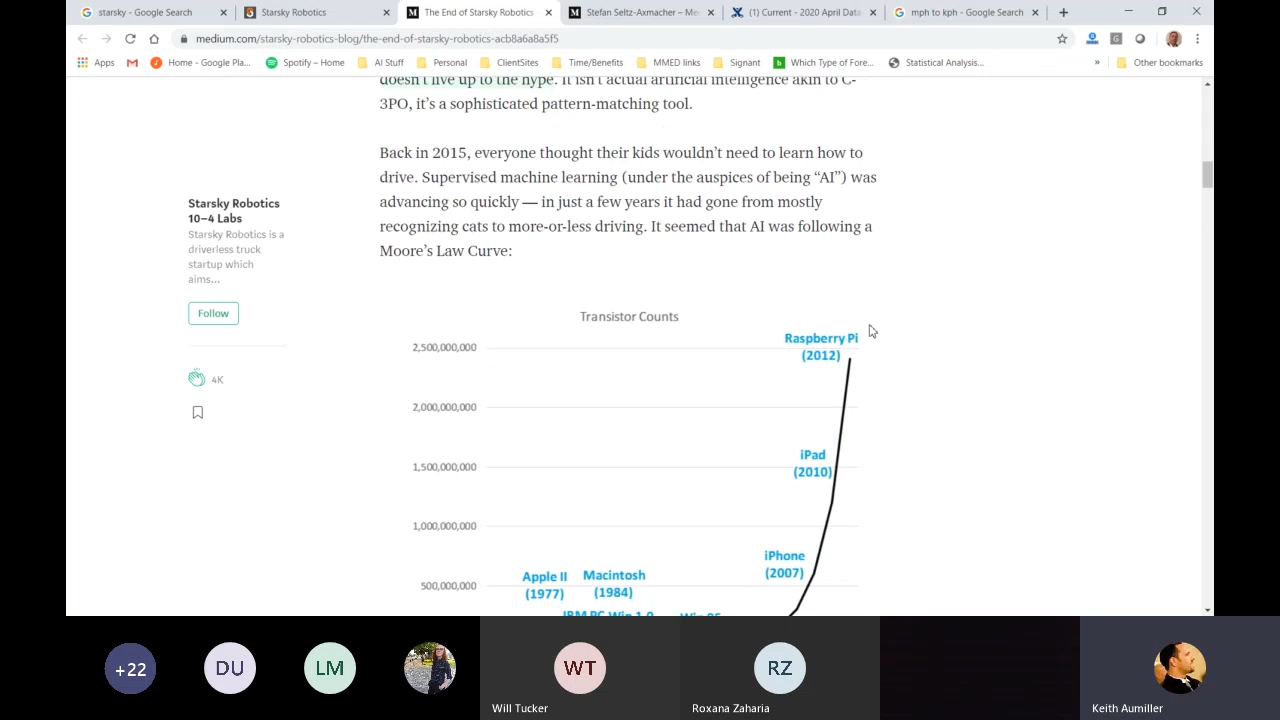 starsky - Google Search
Starsky Robotics
The End of Starsky Robotics
Stefan Seltz-Axmacher – Me
(1) Current - 2020 April Data
mph to kph - Google Search
medium.com/starsky-robotics-blog/the-end-of-starsky-robotics-acb8a6a8a5f5
Apps
Home - Google Pla...
Spotify – Home
AI Stuff
Personal
ClientSites
Time/Benefits
MMED links
Signant
Which Type of Fore...
Statistical Analysis...
»
Other bookmarks
doesn't live up to the hype. It isn't actual artificial intelligence akin to C-
3PO, it's a sophisticated pattern-matching tool.
Back in 2015, everyone thought their kids wouldn't need to learn how to
drive. Supervised machine learning (under the auspices of being “AI”) was
advancing so quickly — in just a few years it had gone from mostly
recognizing cats to more-or-less driving. It seemed that AI was following a
Moore's Law Curve:
Starsky Robotics
10–4 Labs
Starsky Robotics is a
driverless truck
startup which
aims...
Follow
4K
Transistor Counts
2,500,000,000
2,000,000,000
1,500,000,000
1,000,000,000
500,000,000
Raspberry Pi
(2012)
iPad
(2010)
iPhone
(2007)
Apple II
(1977)
Macintosh
(1984)
IBM PC Win 1.0
Win 95
+22
DU
LM
WT
RZ
Will Tucker
Roxana Zaharia
Keith Aumiller